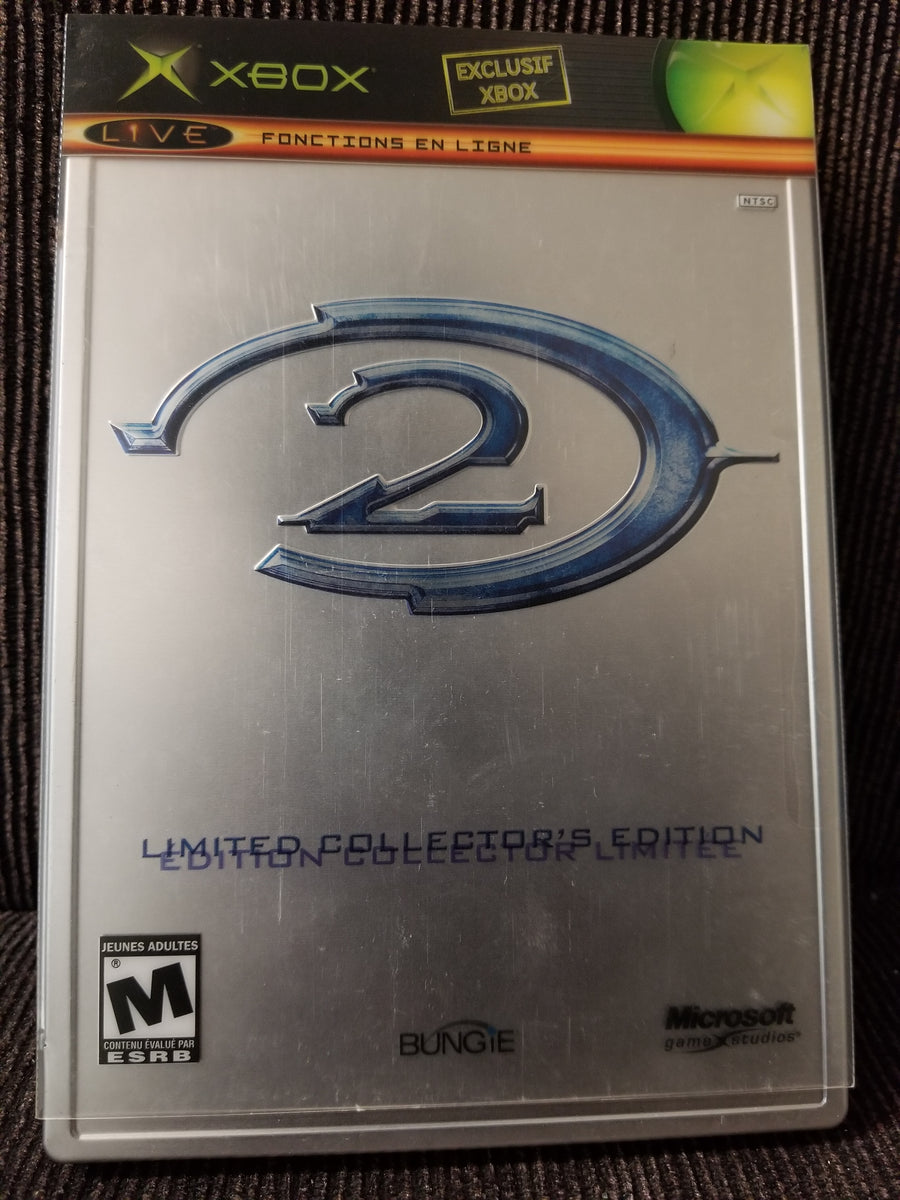 XBOX
EXCLUSIF
XBOX
LIVE
FONCTIONS EN LIGNE
NTSC
2
LIMITED COLLECTOR'S EDITION
EDITION COLLECTOR LIMITEE
JEUNES ADULTES
M
CONTENU ÉVALUÉ PAR
ESRB
BUNGiE
Microsoft
game studios